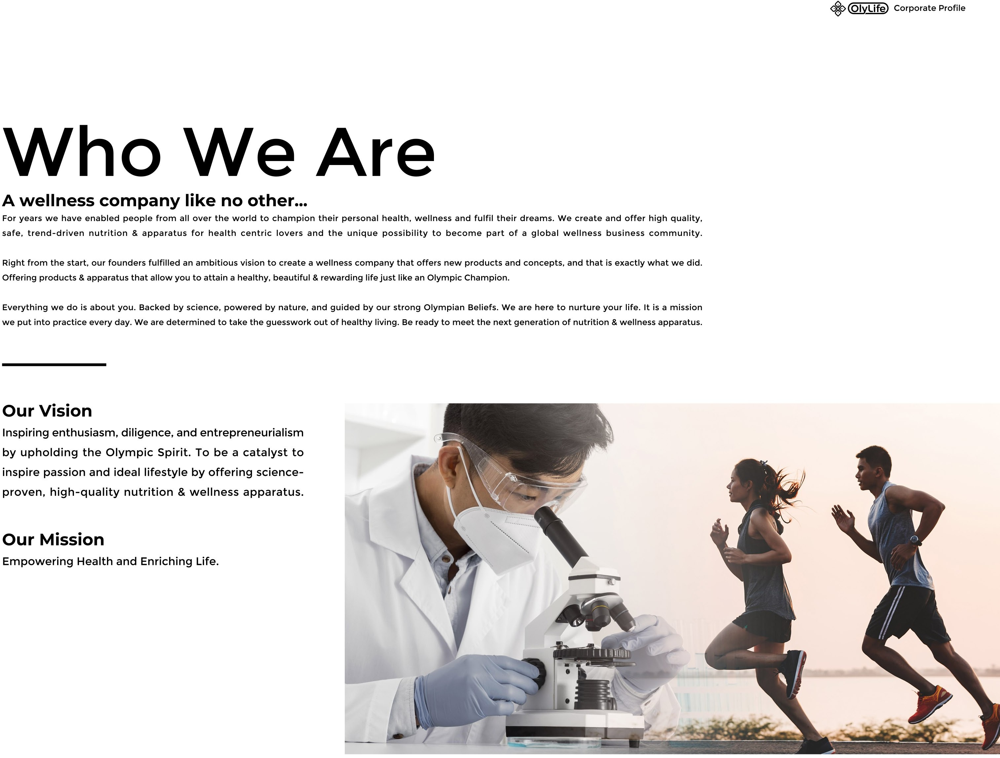 OlyLife Corporate Profile
Who We Are
A wellness company like no other...
For years we have enabled people from all over the world to champion their personal health, wellness and fulfil their dreams. We create and offer high quality,
safe, trend-driven nutrition & apparatus for health centric lovers and the unique possibility to become part of a global wellness business community.
Right from the start, our founders fulfilled an ambitious vision to create a wellness company that offers new products and concepts, and that is exactly what we did.
Offering products & apparatus that allow you to attain a healthy, beautiful & rewarding life just like an Olympic Champion.
Everything we do is about you. Backed by science, powered by nature, and guided by our strong Olympian Beliefs. We are here to nurture your life. It is a mission
we put into practice every day. We are determined to take the guesswork out of healthy living. Be ready to meet the next generation of nutrition & wellness apparatus.
Our Vision
Inspiring enthusiasm, diligence, and entrepreneurialism
by upholding the Olympic Spirit. To be a catalyst to
inspire passion and ideal lifestyle by offering science-
proven, high-quality nutrition & wellness apparatus.
Our Mission
Empowering Health and Enriching Life.